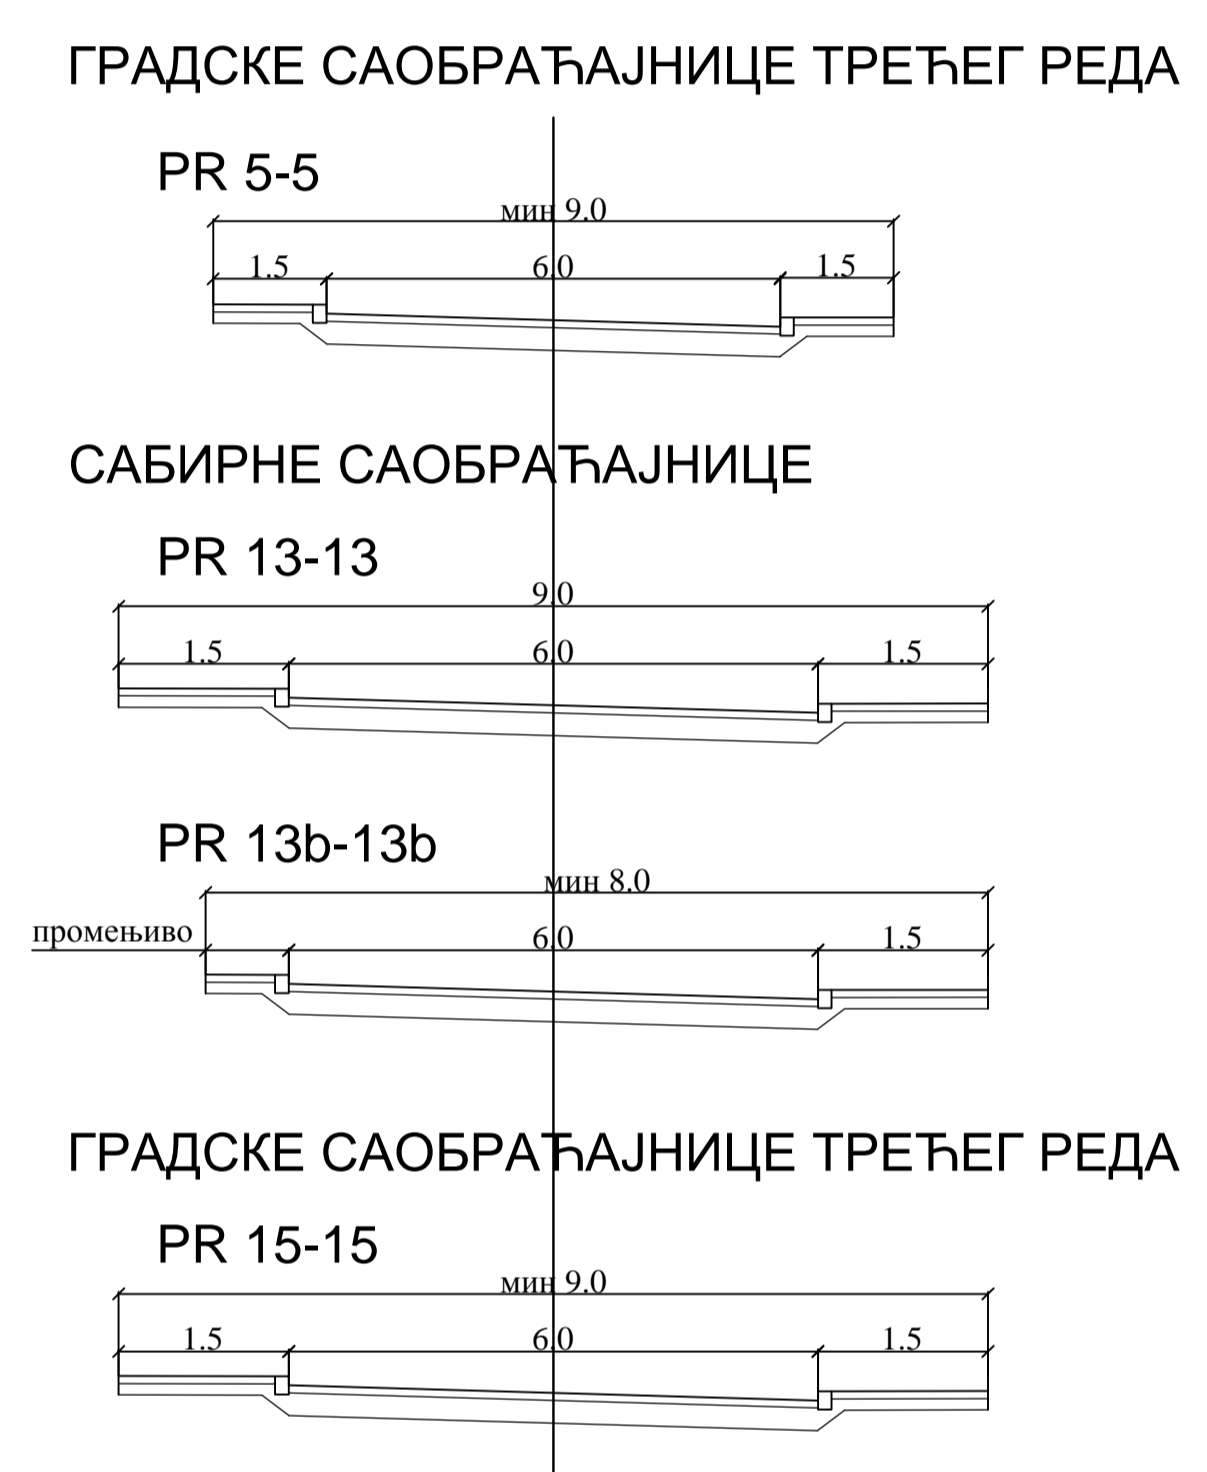 ГРАДСКЕ САОБРАЋАЈНИЦЕ ТРЕЋЕГ РЕДА
PR 5-5
мин 9.0
1.5 6.0 1.5
САБИРНЕ САОБРАЋАЈНИЦЕ
PR 13-13
9.0
1.5 6.0 1.5
PR 13b-13b
мин 8.0
промењиво 6.0 1.5
ГРАДСКЕ САОБРАЋАЈНИЦЕ ТРЕЋЕГ РЕДА
PR 15-15
мин 9.0
1.5 6.0 1.5